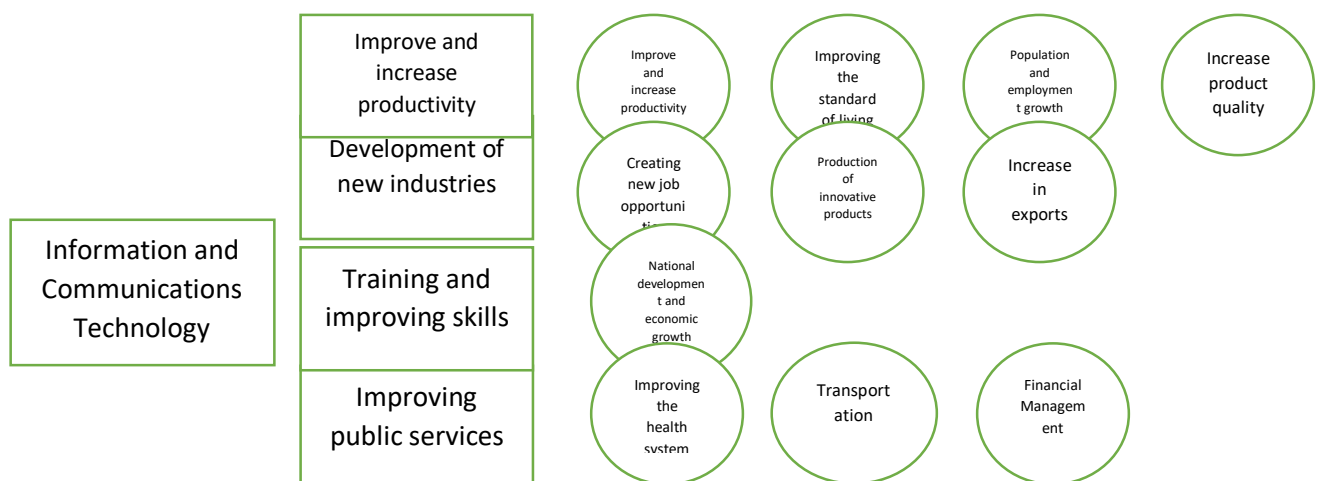 Information and
Communications
Technology
Improve and
increase
productivity
Improve
and
increase
productivity
Improving
the
standard
of living
Population
and
employmen
t growth
Increase
product
quality
Development of
new industries
Creating
new job
opportuni
Production
of
innovative
products
Increase
in
exports
Training and
improving skills
National
developmen
t and
economic
growth
Improving
public services
Improving
the
health
system
Transport
ation
Financial
Managem
ent